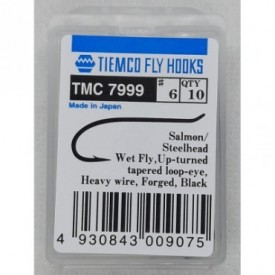 TIEMCO FLY HOOKS
TMC 7999
# 6
QTY 10
Made in Japan
Salmon/
Steelhead
Wet Fly,Up-turned
tapered loop-eye,
Heavy wire, Forged, Black
4 930843 009075